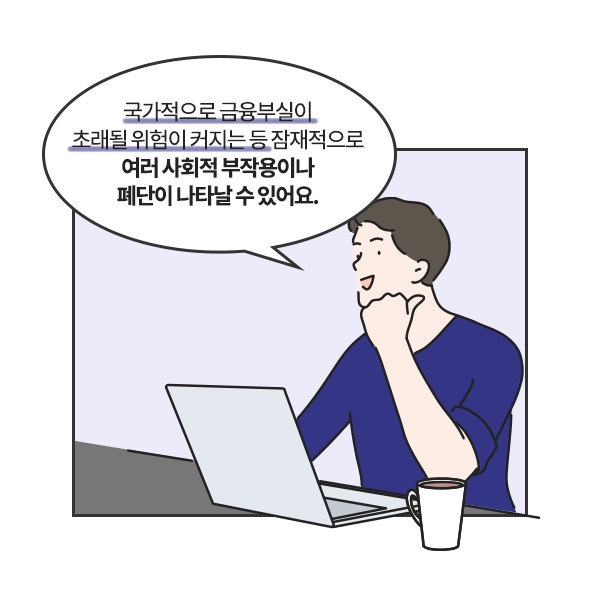 국가적으로 금융부실이
초래될 위험이 커지는 등 잠재적으로
여러 사회적 부작용이나
폐단이 나타날 수 있어요.